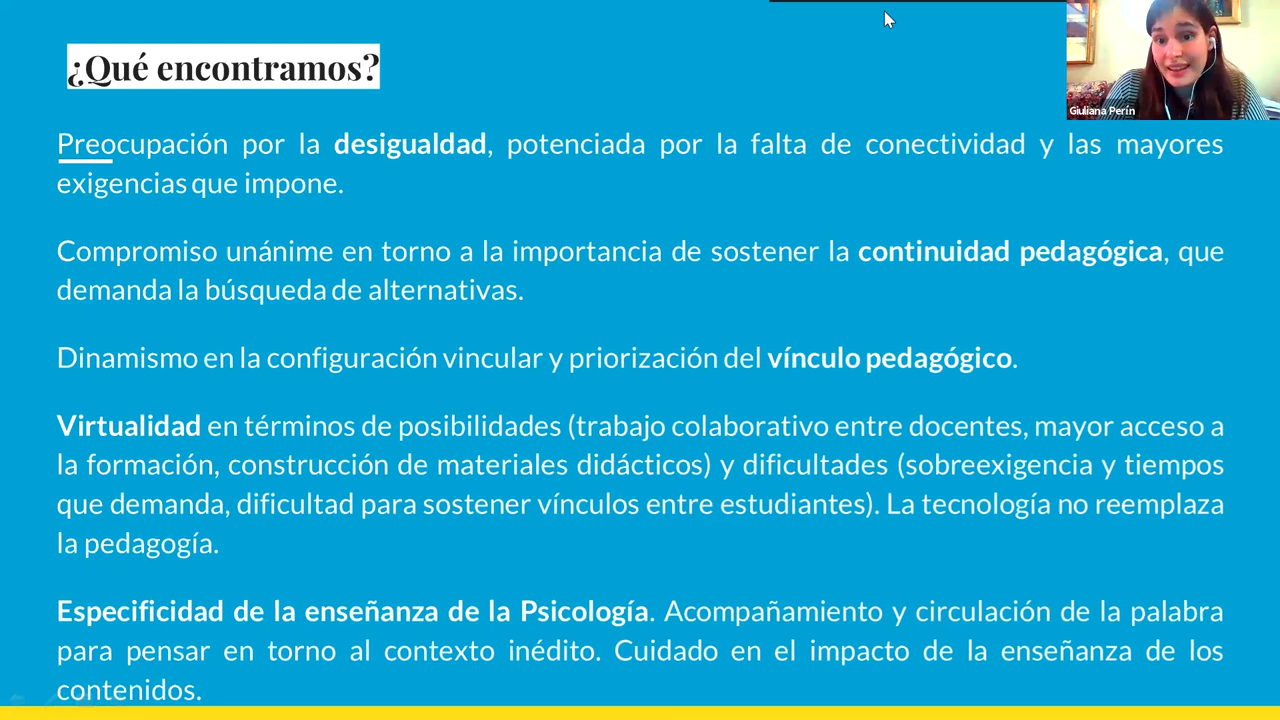 ¿Qué encontramos?
Giuliana Perín
Preocupación por la desigualdad, potenciada por la falta de conectividad y las mayores
exigencias que impone.
Compromiso unánime en torno a la importancia de sostener la continuidad pedagógica, que
demanda la búsqueda de alternativas.
Dinamismo en la configuración vincular y priorización del vínculo pedagógico.
Virtualidad en términos de posibilidades (trabajo colaborativo entre docentes, mayor acceso a
la formación, construcción de materiales didácticos) y dificultades (sobreexigencia y tiempos
que demanda, dificultad para sostener vínculos entre estudiantes). La tecnología no reemplaza
la pedagogía.
Especificidad de la enseñanza de la Psicología. Acompañamiento y circulación de la palabra
para pensar en torno al contexto inédito. Cuidado en el impacto de la enseñanza de los
contenidos.